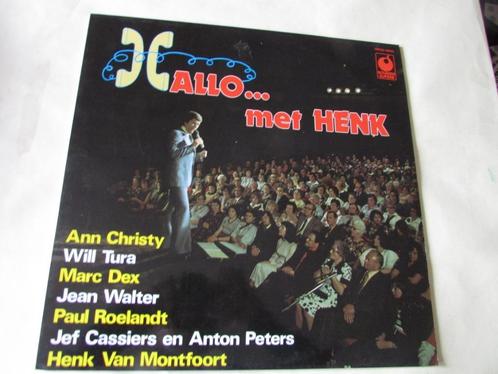 HALLO...
met HENK
Ann Christy
Will Tura
Marc Dex
Jean Walter
Paul Roelandt
Jef Cassiers en Anton Peters
Henk Van Montfoort